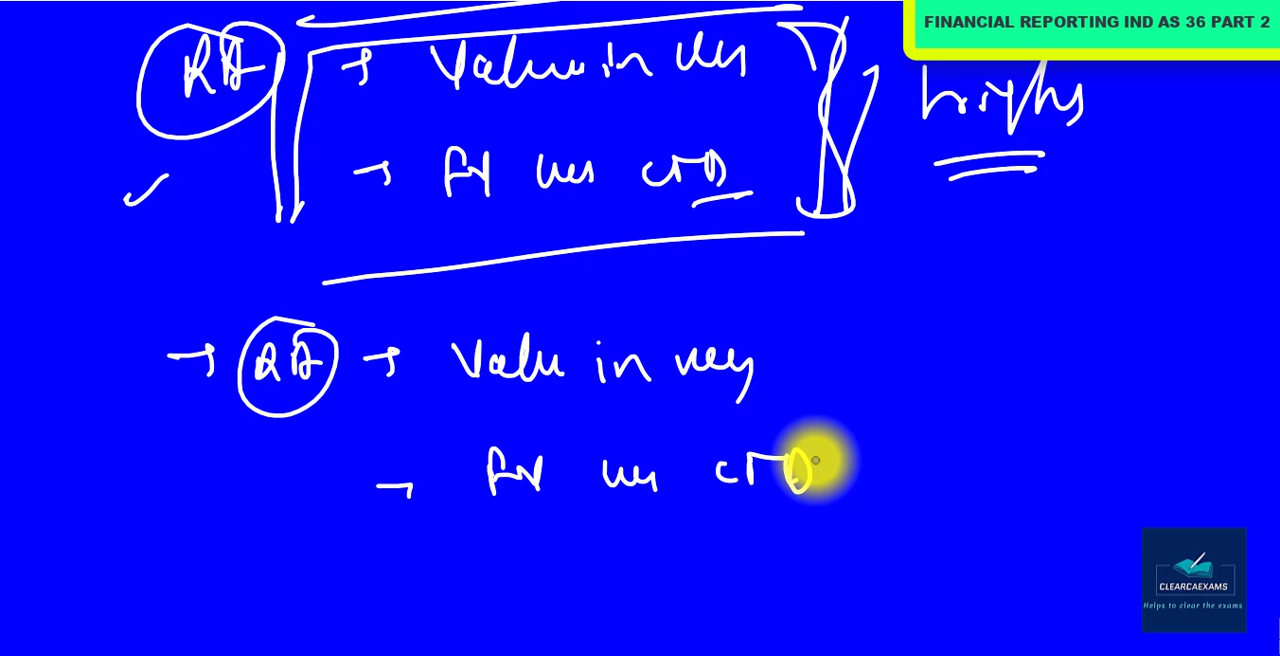 FINANCIAL REPORTING IND AS 36 PART 2
RA → Value in use
→ FV less CTD
→ RA → Value in use
→ FV less CTD
CLEARCAEXAMS
Helps to clear the exams